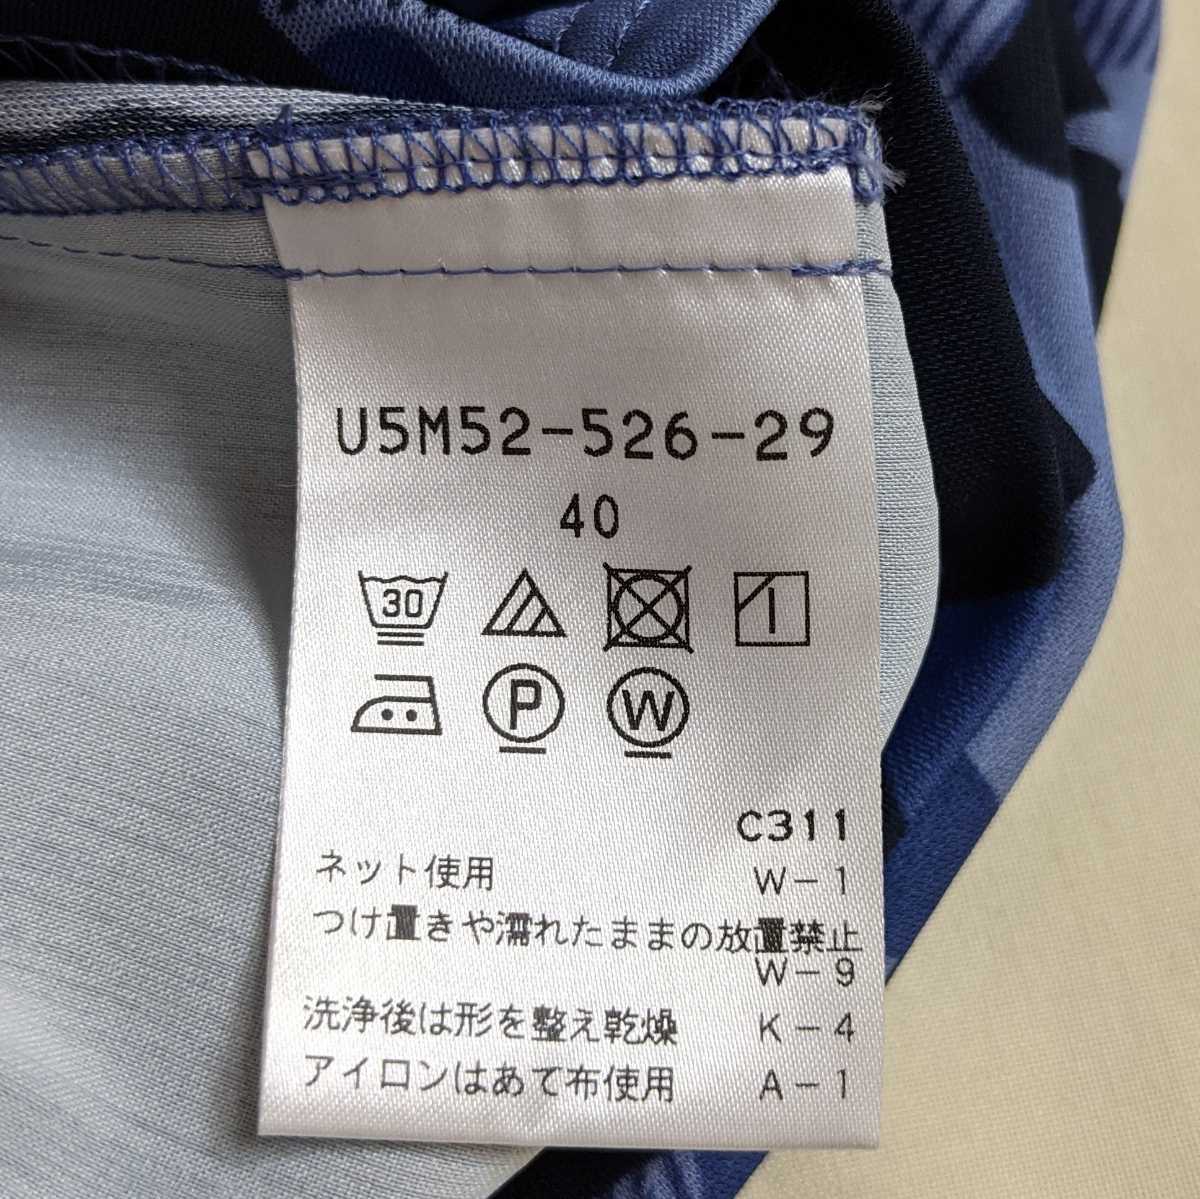 U5M52-526-29
40
30
P W
C311
ネット使用 W-1
つけ置きや濡れたままの放置禁止
W-9
洗浄後は形を整え乾燥 K-4
アイロンはあて布使用 A-1